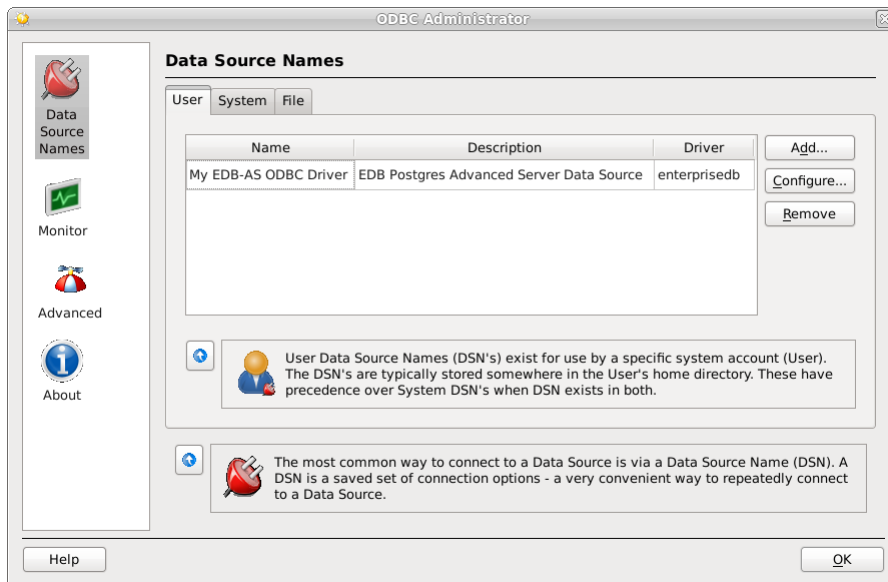 ODBC Administrator
Data
Source
Names
Monitor
Advanced
About
Data Source Names
User System File
Name Description Driver
My EDB-AS ODBC Driver EDB Postgres Advanced Server Data Source enterprisedb
Add...
Configure...
Remove
User Data Source Names (DSN's) exist for use by a specific system account (User).
The DSN's are typically stored somewhere in the User's home directory. These have
precedence over System DSN's when DSN exists in both.
The most common way to connect to a Data Source is via a Data Source Name (DSN). A
DSN is a saved set of connection options - a very convenient way to repeatedly connect
to a Data Source.
Help OK